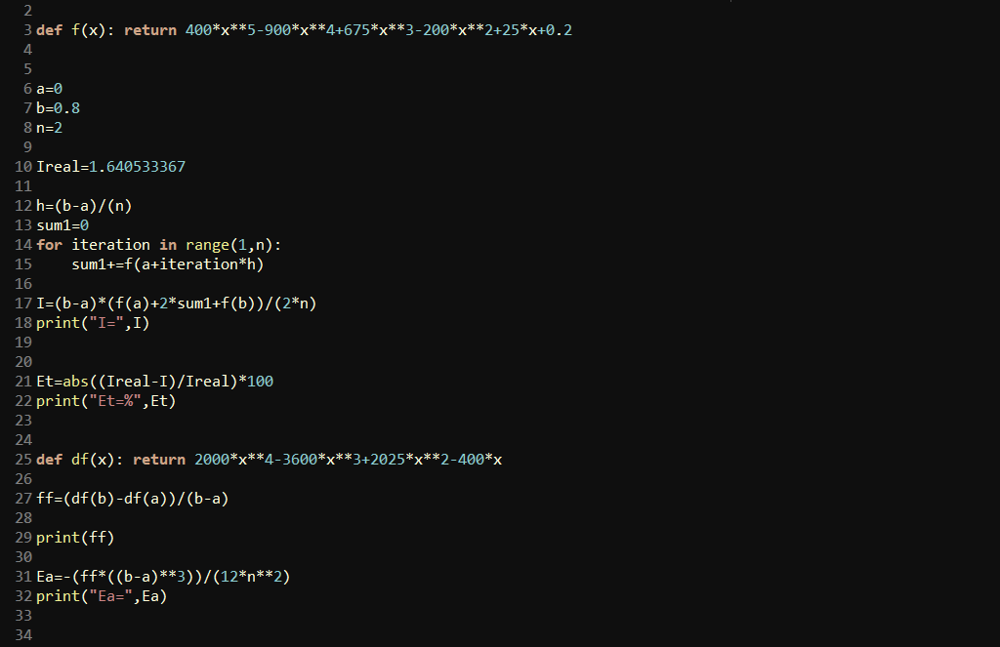 2
3 def f(x): return 400*x**5-900*x**4+675*x**3-200*x**2+25*x+0.2
4
5
6 a=0
7 b=0.8
8 n=2
9
10 Ireal=1.640533367
11
12 h=(b-a)/(n)
13 sum1=0
14 for iteration in range(1,n):
15     sum1+=f(a+iteration*h)
16
17 I=(b-a)*(f(a)+2*sum1+f(b))/(2*n)
18 print("I=",I)
19
20
21 Et=abs((Ireal-I)/Ireal)*100
22 print("Et=%",Et)
23
24
25 def df(x): return 2000*x**4-3600*x**3+2025*x**2-400*x
26
27 ff=(df(b)-df(a))/(b-a)
28
29 print(ff)
30
31 Ea=-(ff*((b-a)**3))/(12*n**2)
32 print("Ea=",Ea)
33
34